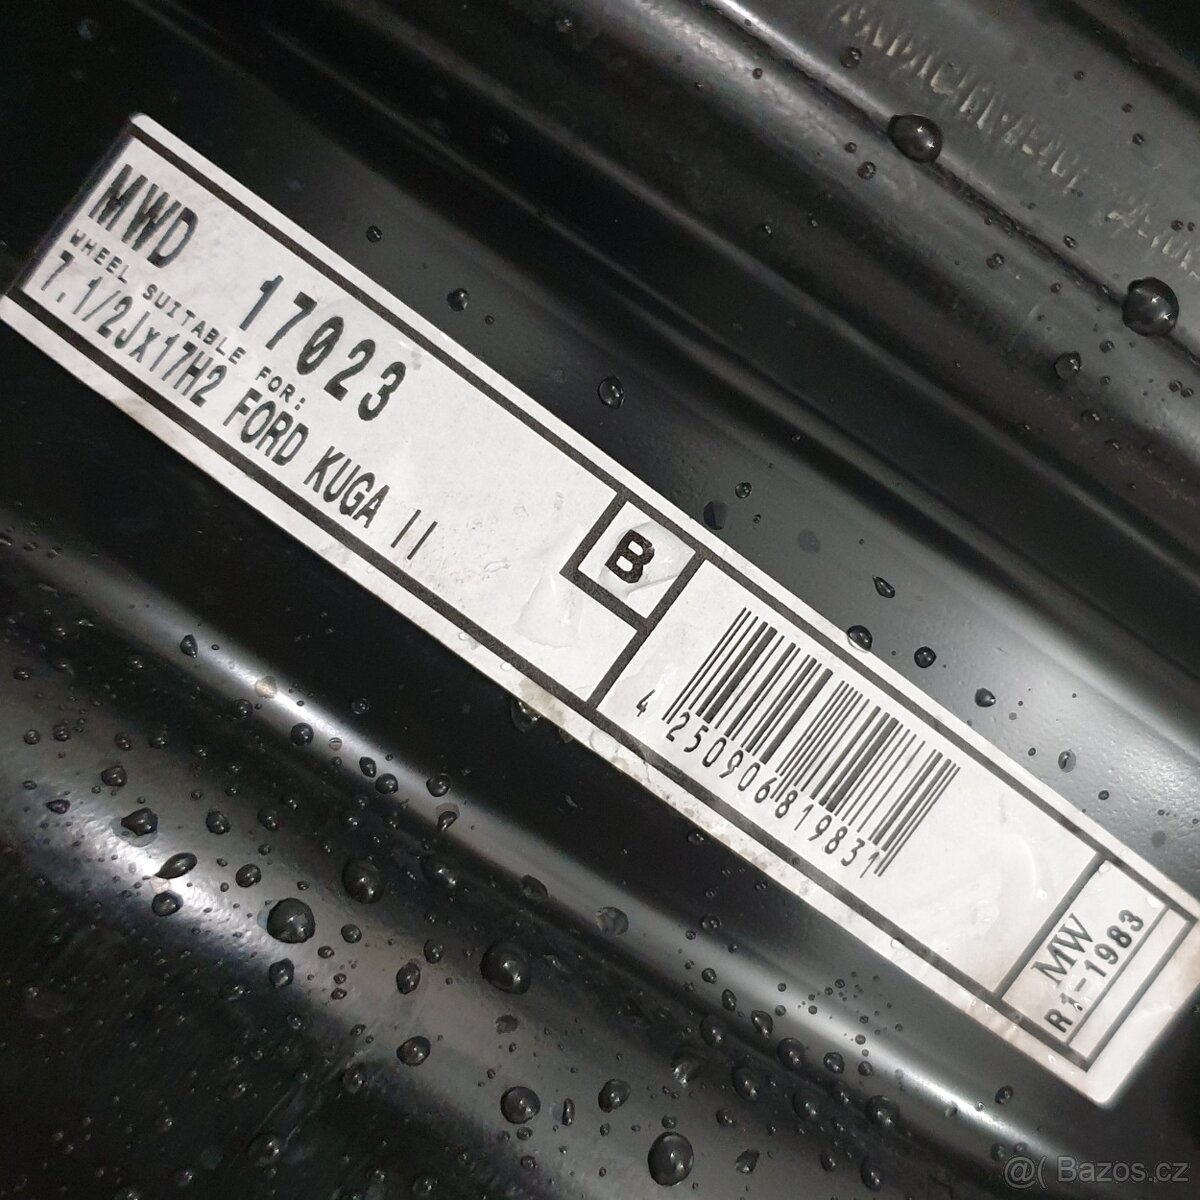 MWD 17023
WHEEL SUITABLE FOR:
7.1/2Jx17H2 FORD KUGA II
B
4 250906 819831
MW
R1-1983
@( Bazos.cz